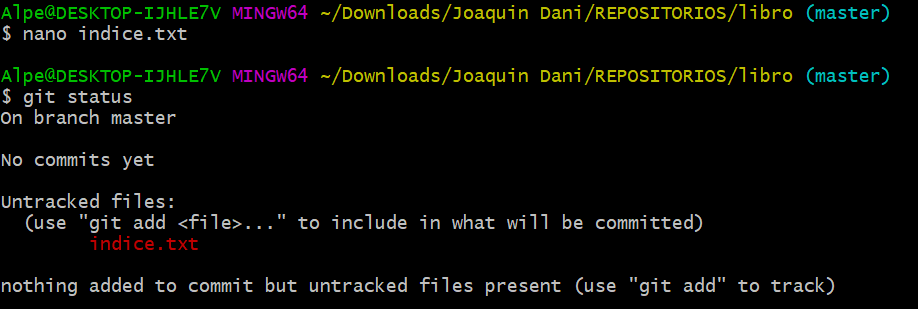 Alpe@DESKTOP-IJHLE7V MINGW64 ~/Downloads/Joaquin Dani/REPOSITORIOS/libro (master)
$ nano indice.txt
Alpe@DESKTOP-IJHLE7V MINGW64 ~/Downloads/Joaquin Dani/REPOSITORIOS/libro (master)
$ git status
On branch master
No commits yet
Untracked files:
  (use "git add <file>..." to include in what will be committed)
        indice.txt
nothing added to commit but untracked files present (use "git add" to track)